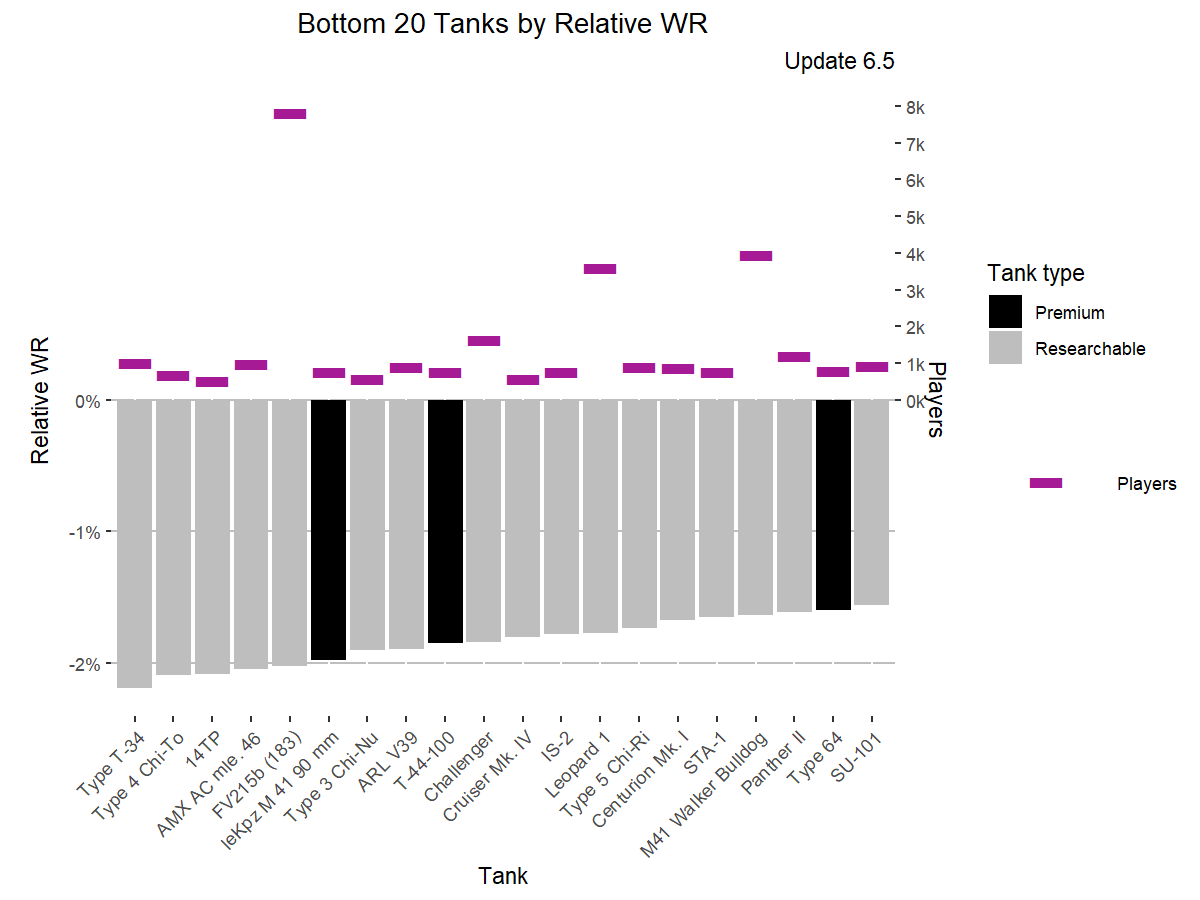 Bottom 20 Tanks by Relative WR
Update 6.5
Relative WR
0%
-1%
-2%
8k
7k
6k
5k
4k
3k
2k
1k
0k
Players
Tank type
Premium
Researchable
Players
Type T-34
Type 4 Chi-To
14TP
AMX AC mle. 46
FV215b (183)
leKpz M 41 90 mm
Type 3 Chi-Nu
ARL V39
T-44-100
Challenger
Cruiser Mk. IV
IS-2
Leopard 1
Type 5 Chi-Ri
Centurion Mk. I
STA-1
M41 Walker Bulldog
Panther II
Type 64
SU-101
Tank